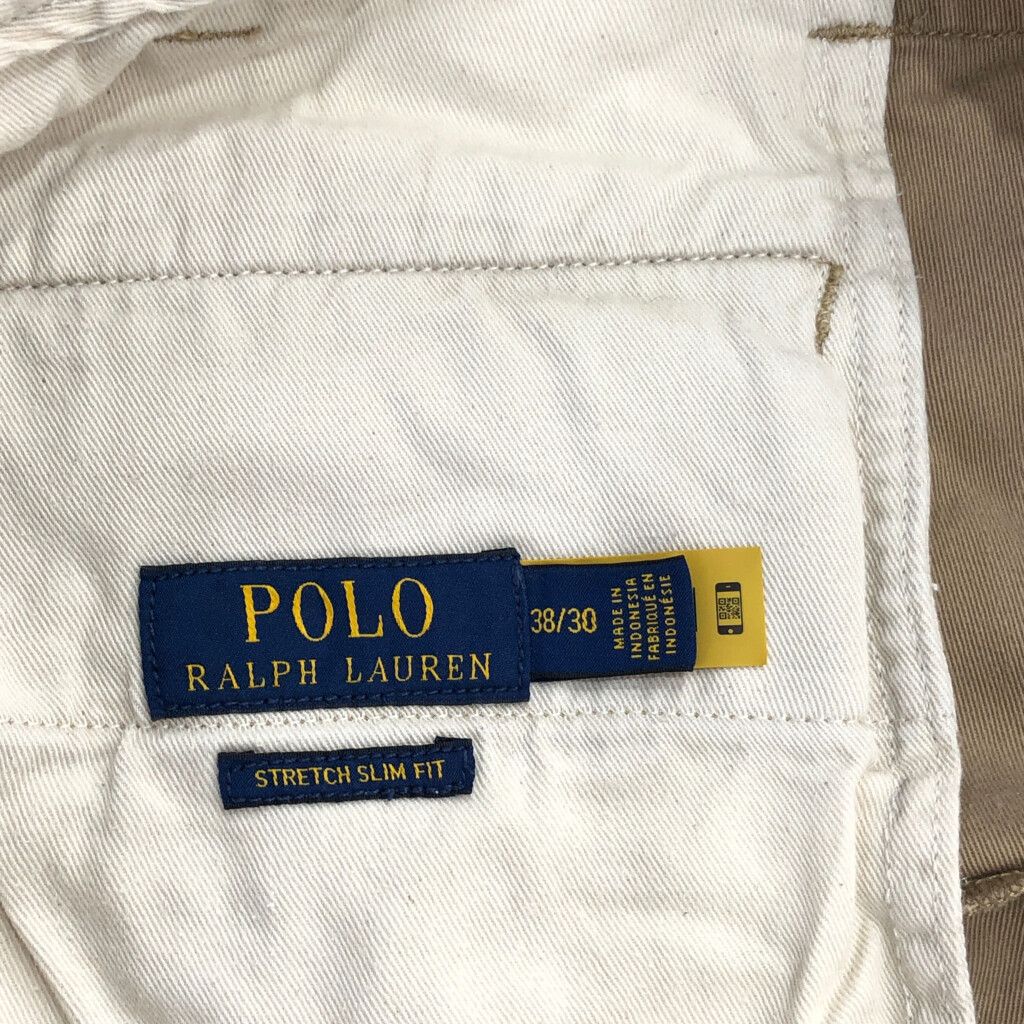 POLO
RALPH LAUREN
38/30
MADE IN
INDONESIA
FABRIQUÉ EN
INDONÉSIE
STRETCH SLIM FIT